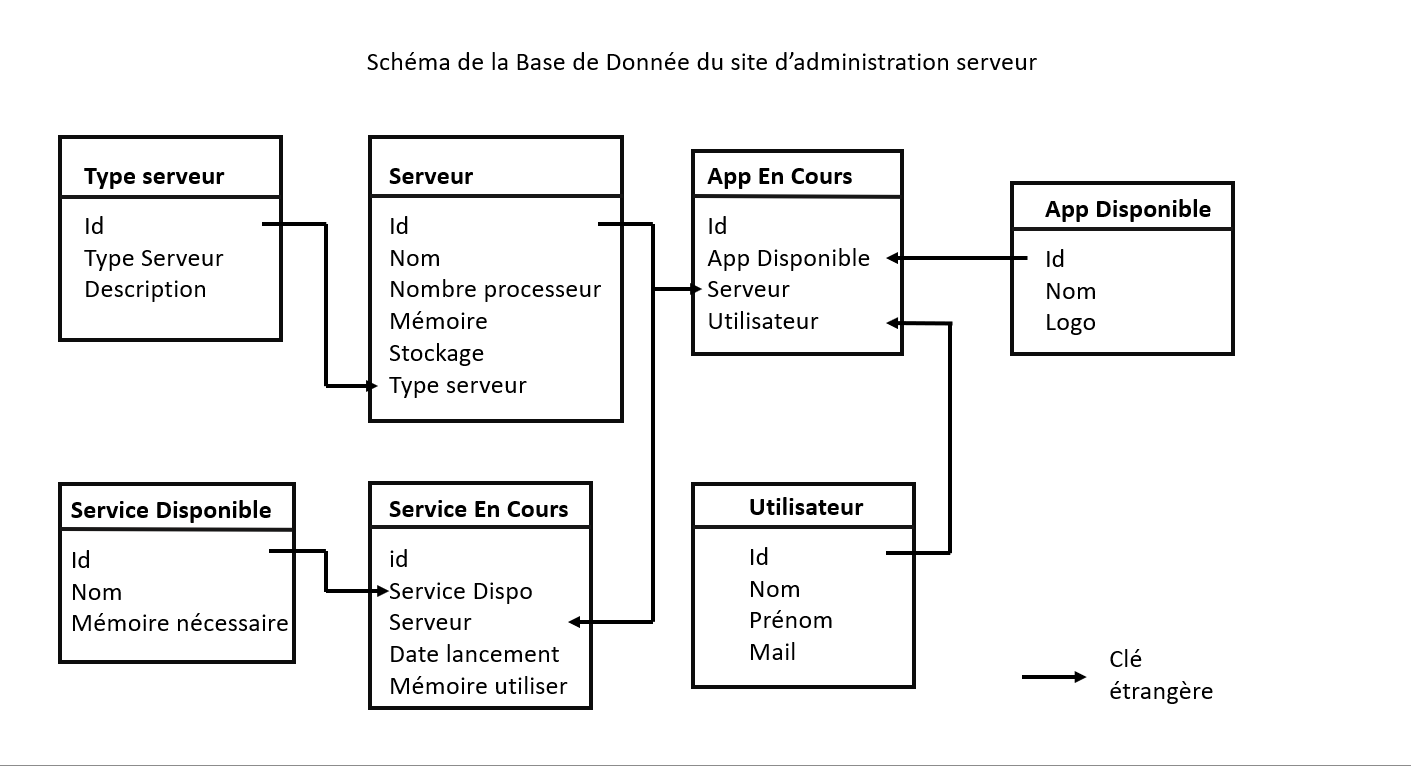 Schéma de la Base de Donnée du site d’administration serveur
Type serveur
Id
Type Serveur
Description
Serveur
Id
Nom
Nombre processeur
Mémoire
Stockage
Type serveur
App En Cours
Id
App Disponible
Serveur
Utilisateur
App Disponible
Id
Nom
Logo
Service Disponible
Id
Nom
Mémoire nécessaire
Service En Cours
id
Service Dispo
Serveur
Date lancement
Mémoire utiliser
Utilisateur
Id
Nom
Prénom
Mail
Clé
étrangère